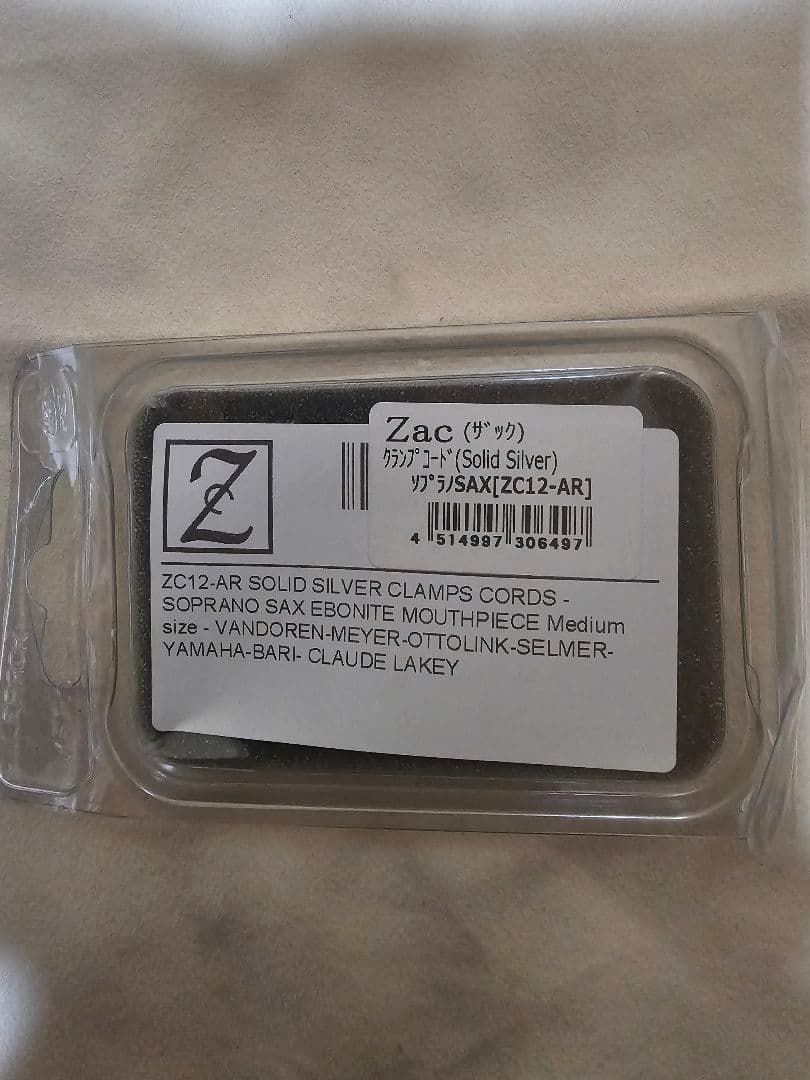 Z
Zac (ｻﾞｯｸ)
ｸﾗﾝﾌﾟｺｰﾄﾞ(Solid Silver)
ｿﾌﾟﾗﾉSAX[ZC12-AR]
4 514997 306497
ZC12-AR SOLID SILVER CLAMPS CORDS -
SOPRANO SAX EBONITE MOUTHPIECE Medium
size - VANDOREN-MEYER-OTTOLINK-SELMER-
YAMAHA-BARI- CLAUDE LAKEY